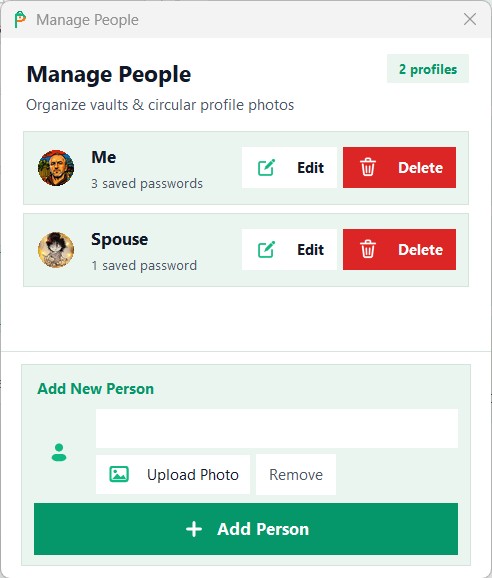 Manage People
Manage People
2 profiles
Organize vaults & circular profile photos
Me
3 saved passwords
Edit
Delete
Spouse
1 saved password
Edit
Delete
Add New Person
Upload Photo
Remove
Add Person